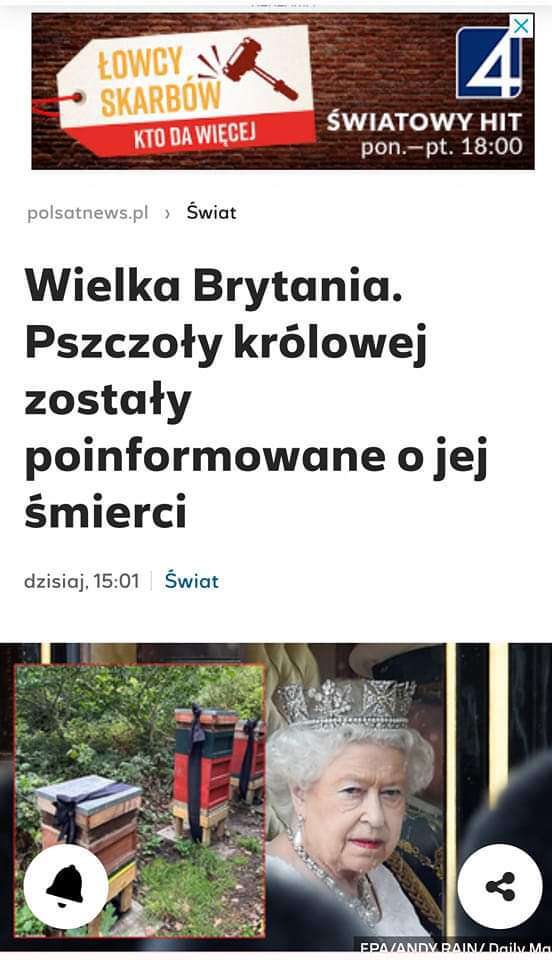 ŁOWCY
SKARBÓW
KTO DA WIĘCEJ
4
ŚWIATOWY HIT
pon.–pt. 18:00
polsatnews.pl › Świat
Wielka Brytania.
Pszczoły królowej
zostały
poinformowane o jej
śmierci
dzisiaj, 15:01 | Świat
EPA/ANDY RAIN/ Daily Ma